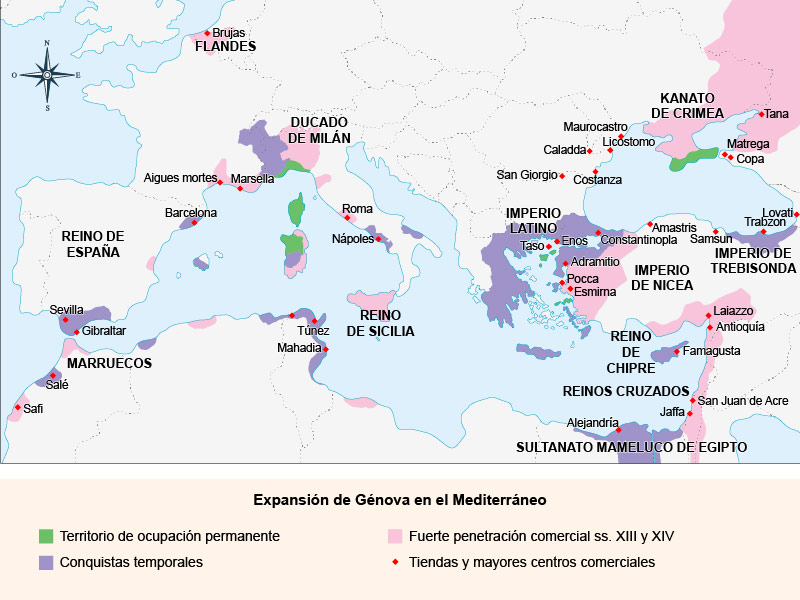 Brujas
FLANDES
N
O
E
S
KANATO
DE CRIMEA
Tana
DUCADO
DE MILÁN
Maurocastro
Licostomo
Caladda
Matrega
Copa
Aigues mortes
Marsella
San Giorgio
Costanza
Barcelona
Roma
IMPERIO
LATINO
Lovati
Trabzon
Amastris
Nápoles
Taso
Enos
Constantinopla
Samsun
REINO DE
ESPAÑA
IMPERIO DE
TREBISONDA
Adramitio
IMPERIO
DE NICEA
Pocca
Esmirna
Sevilla
Gibraltar
REINO
DE SICILIA
Laiazzo
Antioquía
Túnez
REINO
DE
CHIPRE
Mahadia
Famagusta
MARRUECOS
Salé
REINOS CRUZADOS
San Juan de Acre
Safi
Jaffa
Alejandría
SULTANATO MAMELUCO DE EGIPTO
Expansión de Génova en el Mediterráneo
Territorio de ocupación permanente
Fuerte penetración comercial ss. XIII y XIV
Conquistas temporales
Tiendas y mayores centros comerciales